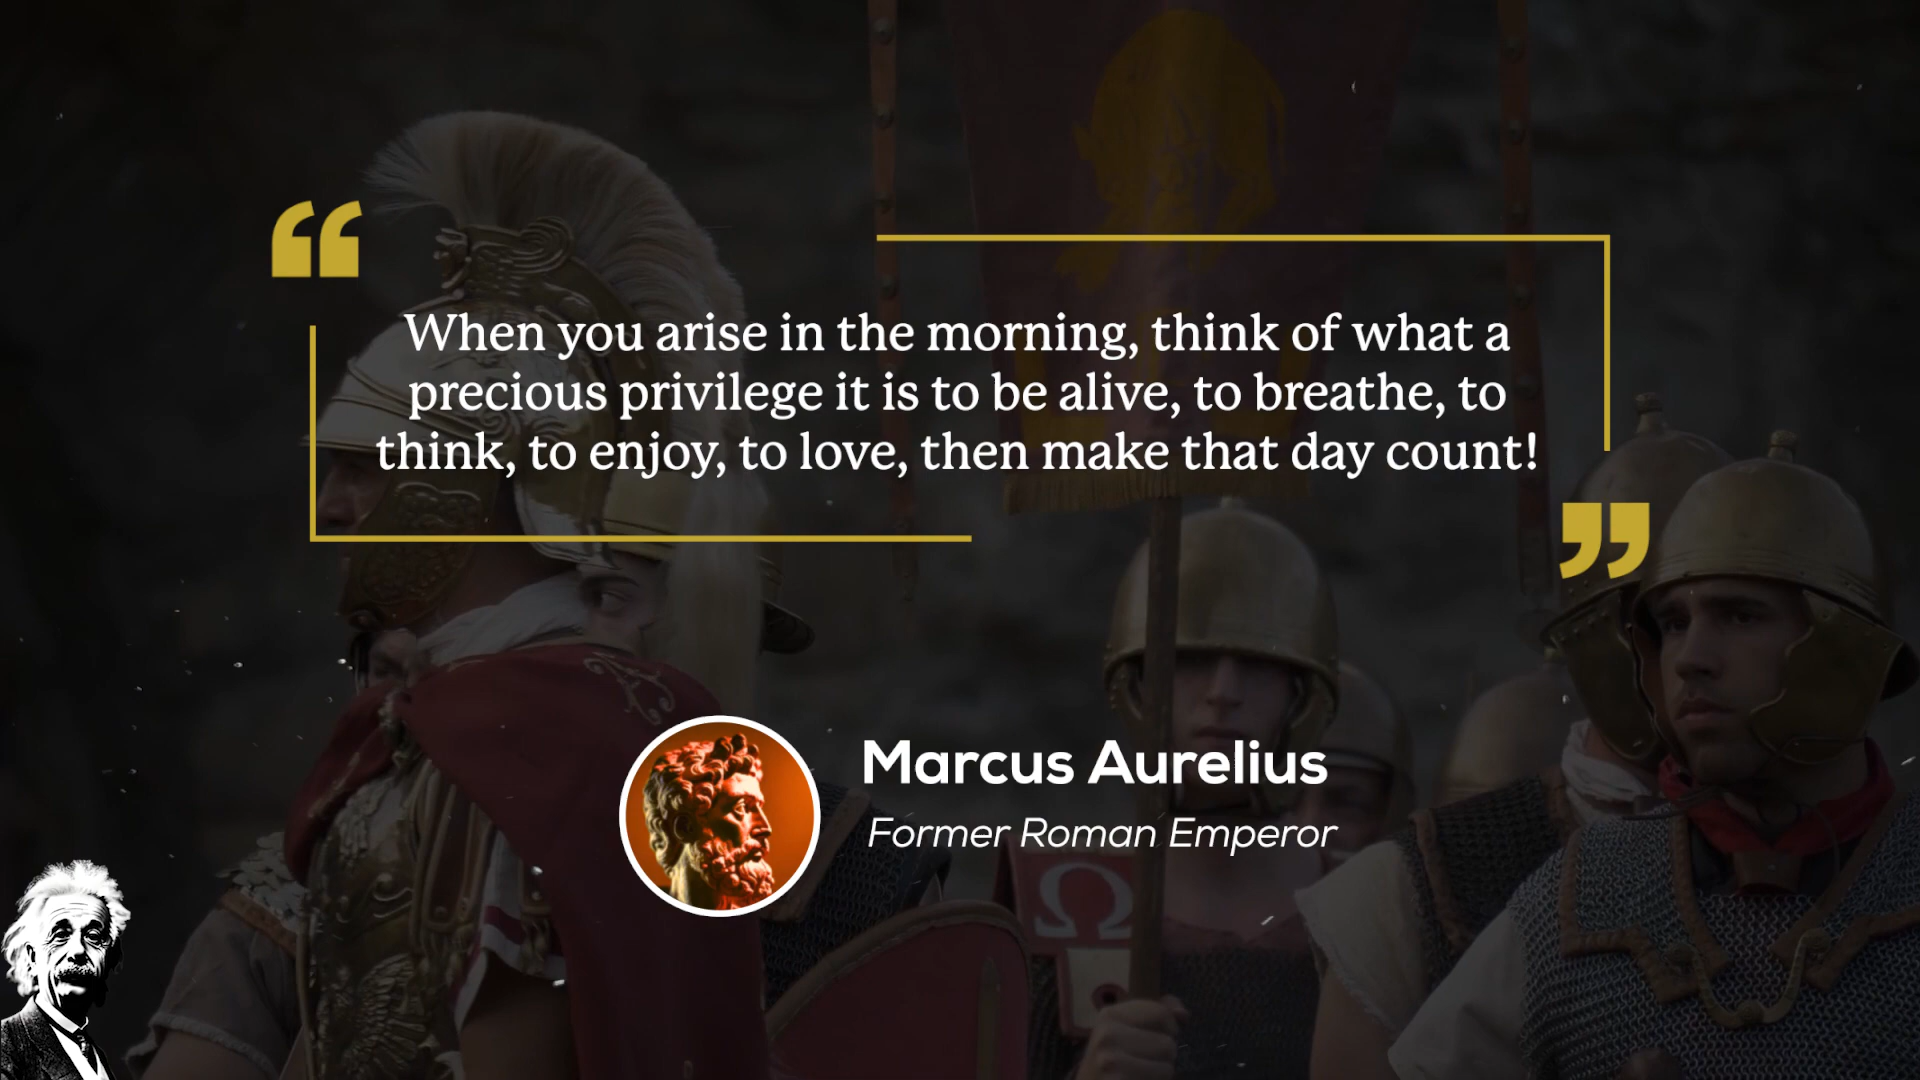 “
When you arise in the morning, think of what a
precious privilege it is to be alive, to breathe, to
think, to enjoy, to love, then make that day count!
”
Marcus Aurelius
Former Roman Emperor
Ω